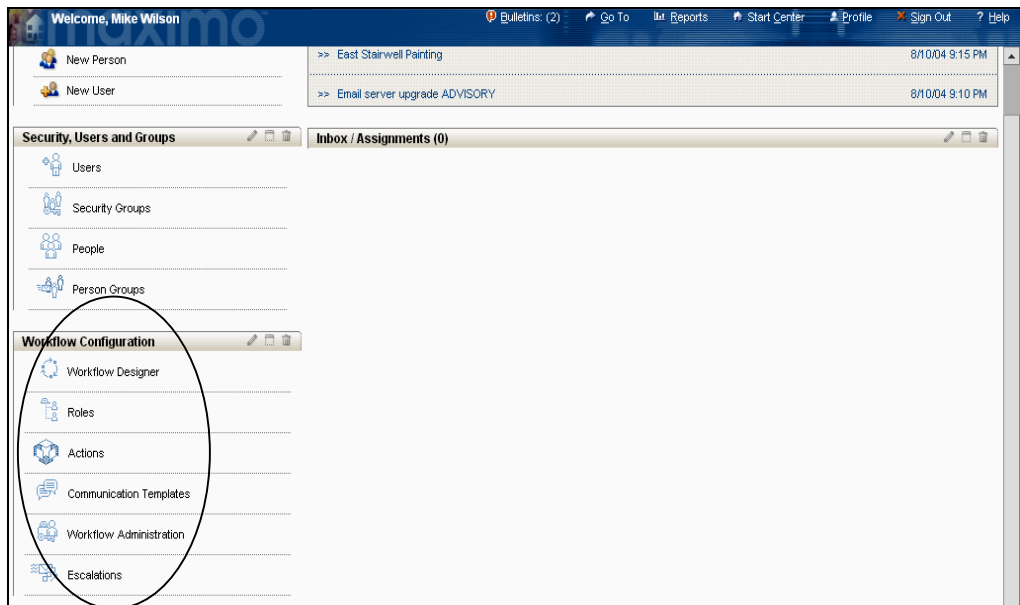 Welcome, Mike Wilson
Bulletins: (2) Go To Reports Start Center Profile Sign Out ? Help
maximo
New Person
New User
>> East Stairwell Painting 8/10/04 9:15 PM
>> Email server upgrade ADVISORY 8/10/04 9:10 PM
Security, Users and Groups
Users
Security Groups
People
Person Groups
Workflow Configuration
Workflow Designer
Roles
Actions
Communication Templates
Workflow Administration
Escalations
Inbox / Assignments (0)